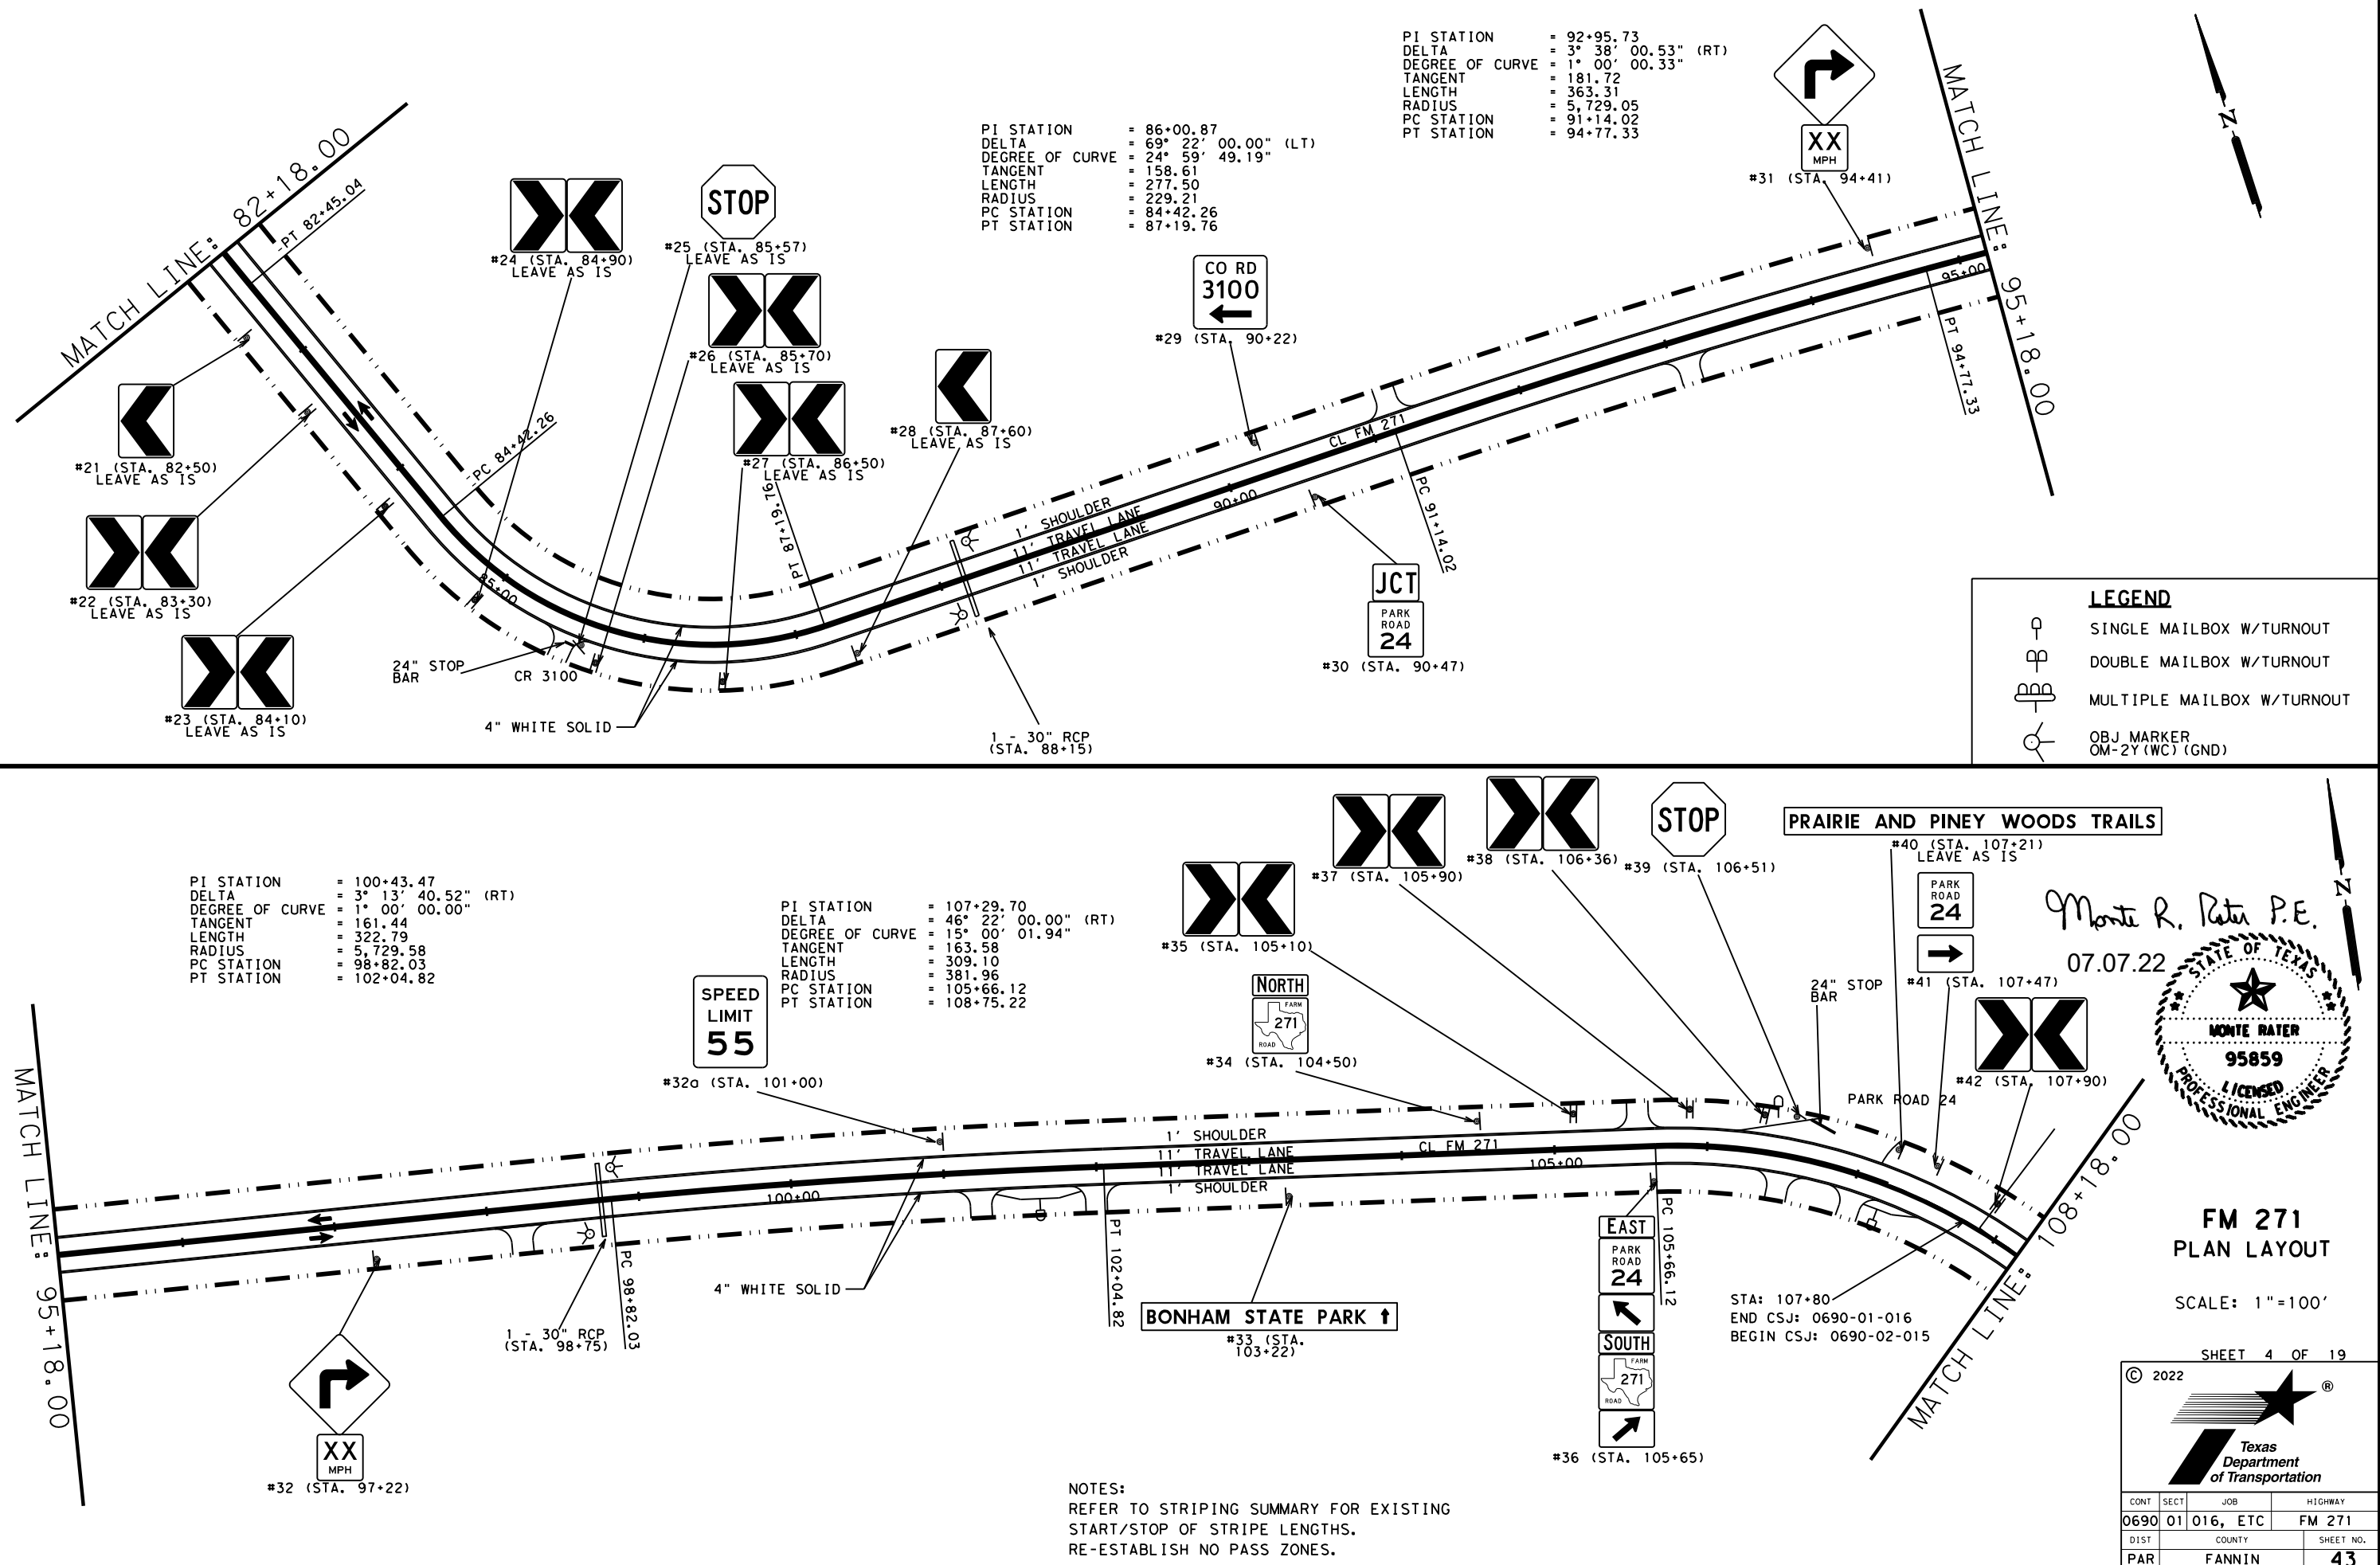 PI STATION = 92+95.73
DELTA = 3° 38' 00.53" (RT)
DEGREE OF CURVE = 1° 00' 00.33"
TANGENT = 181.72
LENGTH = 363.31
RADIUS = 5,729.05
PC STATION = 91+14.02
PT STATION = 94+77.33
XX
MPH
#31 (STA. 94+41)
MATCH LINE: 95+18.00
N
PI STATION = 86+00.87
DELTA = 69° 22' 00.00" (LT)
DEGREE OF CURVE = 24° 59' 49.19"
TANGENT = 158.61
LENGTH = 277.50
RADIUS = 229.21
PC STATION = 84+42.26
PT STATION = 87+19.76
MATCH LINE: 82+18.00
PT 82+45.04
#24 (STA. 84+90)
LEAVE AS IS
STOP
#25 (STA. 85+57)
LEAVE AS IS
#26 (STA. 85+70)
LEAVE AS IS
#27 (STA. 86+50)
LEAVE AS IS
#28 (STA. 87+60)
LEAVE AS IS
CO RD
3100
#29 (STA. 90+22)
#21 (STA. 82+50)
LEAVE AS IS
#22 (STA. 83+30)
LEAVE AS IS
#23 (STA. 84+10)
LEAVE AS IS
PC 84+42.26
85+00
PT 87+19.76
1' SHOULDER
11' TRAVEL LANE
11' TRAVEL LANE
1' SHOULDER
90+00
CL FM 271
PC 91+14.02
95+00
PT 94+77.33
24" STOP
BAR
CR 3100
4" WHITE SOLID
1 - 30" RCP
(STA. 88+15)
JCT
PARK
ROAD
24
#30 (STA. 90+47)
LEGEND
SINGLE MAILBOX W/TURNOUT
DOUBLE MAILBOX W/TURNOUT
MULTIPLE MAILBOX W/TURNOUT
OBJ MARKER
OM-2Y(WC)(GND)
PI STATION = 100+43.47
DELTA = 3° 13' 40.52" (RT)
DEGREE OF CURVE = 1° 00' 00.00"
TANGENT = 161.44
LENGTH = 322.79
RADIUS = 5,729.58
PC STATION = 98+82.03
PT STATION = 102+04.82
PI STATION = 107+29.70
DELTA = 46° 22' 00.00" (RT)
DEGREE OF CURVE = 15° 00' 01.94"
TANGENT = 163.58
LENGTH = 309.10
RADIUS = 381.96
PC STATION = 105+66.12
PT STATION = 108+75.22
SPEED
LIMIT
55
#32a (STA. 101+00)
#35 (STA. 105+10)
NORTH
FARM
271
ROAD
#34 (STA. 104+50)
#37 (STA. 105+90)
#38 (STA. 106+36)
STOP
#39 (STA. 106+51)
PRAIRIE AND PINEY WOODS TRAILS
#40 (STA. 107+21)
LEAVE AS IS
PARK
ROAD
24
#41 (STA. 107+47)
24" STOP
BAR
#42 (STA. 107+90)
PARK ROAD 24
Monte R. Rater P.E.
07.07.22
STATE OF TEXAS
MONTE RATER
95859
LICENSED
PROFESSIONAL ENGINEER
N
MATCH LINE: 95+18.00
1' SHOULDER
11' TRAVEL LANE
11' TRAVEL LANE
1' SHOULDER
CL FM 271
100+00
105+00
PC 98+82.03
PT 102+04.82
PC 105+66.12
MATCH LINE: 108+18.00
4" WHITE SOLID
1 - 30" RCP
(STA. 98+75)
XX
MPH
#32 (STA. 97+22)
BONHAM STATE PARK
#33 (STA.
103+22)
EAST
PARK
ROAD
24
SOUTH
FARM
271
ROAD
#36 (STA. 105+65)
STA: 107+80
END CSJ: 0690-01-016
BEGIN CSJ: 0690-02-015
FM 271
PLAN LAYOUT
SCALE: 1"=100'
SHEET 4 OF 19
© 2022
®
Texas
Department
of Transportation
CONT SECT JOB HIGHWAY
0690 01 016, ETC FM 271
DIST COUNTY SHEET NO.
PAR FANNIN 43
NOTES:
REFER TO STRIPING SUMMARY FOR EXISTING
START/STOP OF STRIPE LENGTHS.
RE-ESTABLISH NO PASS ZONES.